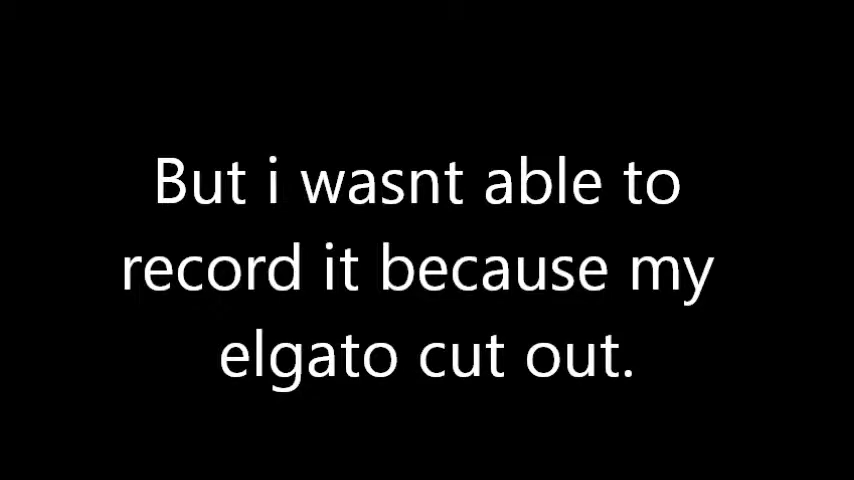 But i wasnt able to
record it because my
elgato cut out.